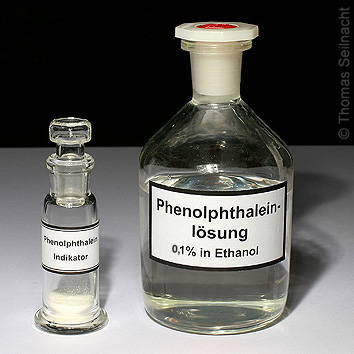 Phenolphthalein
Indikator
Phenolphthalein-
lösung
0,1% in Ethanol
© Thomas Seilnacht